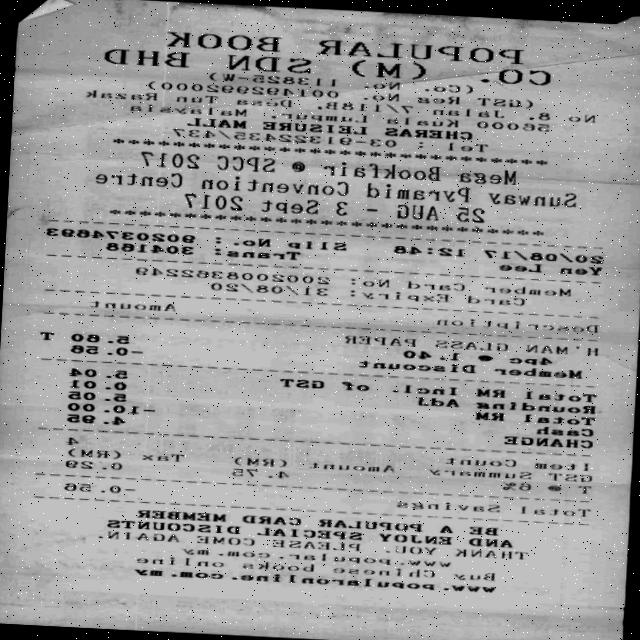 POPULAR BOOK
CO. (M) SDN BHD
(Co. No. 113825-W)
(GST Reg No. 001492992000)
No 8. Jalan 7/118B. Desa Tun Razak
56000 Kuala Lumpur. Malaysia
CHERAS LEISURE MALL
Tel : 03-91322435/437
********************************
Mega Bookfair @ SPCC 2017
Sunway Pyramid Convention Centre
25 AUG - 3 Sept 2017
********************************
20/08/17 12:48 Slip No.: 9020374693
Yen Lee Trans: 304188
Member Card No: 2002008362249
Card Expiry: 31/08/20
Description Amount
H'MAN GLASS PAPER
4pc @ 1.40 5.60 T
Member Discount -0.56
Total RM Incl. of GST 5.04
Rounding Adj 0.01
Total RM 5.05
Cash -10.00
CHANGE 4.95
Item Count 4
GST Summary Amount (RM) Tax (RM)
T @ 6% 4.75 0.29
Total Savings -0.56
BE A POPULAR CARD MEMBER
AND ENJOY SPECIAL DISCOUNTS
THANK YOU. PLEASE COME AGAIN.
www.popular.com.my
Buy Chinese books online
www.popularonline.com.my